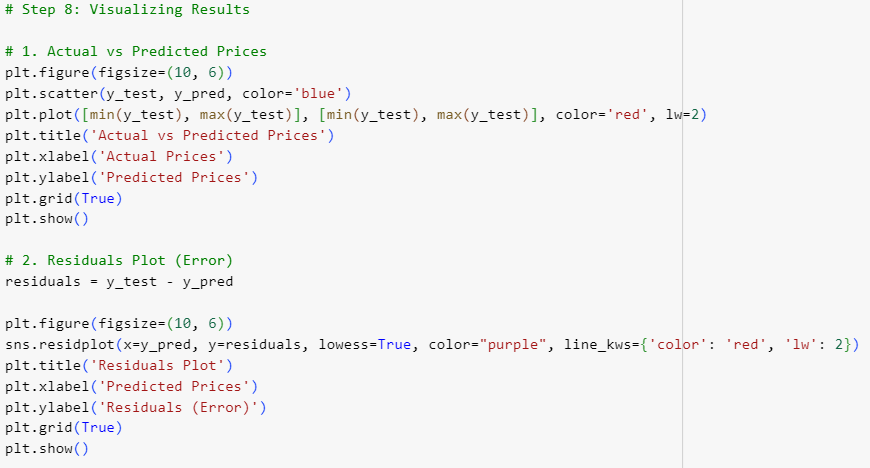 # Step 8: Visualizing Results
# 1. Actual vs Predicted Prices
plt.figure(figsize=(10, 6))
plt.scatter(y_test, y_pred, color='blue')
plt.plot([min(y_test), max(y_test)], [min(y_test), max(y_test)], color='red', lw=2)
plt.title('Actual vs Predicted Prices')
plt.xlabel('Actual Prices')
plt.ylabel('Predicted Prices')
plt.grid(True)
plt.show()
# 2. Residuals Plot (Error)
residuals = y_test - y_pred
plt.figure(figsize=(10, 6))
sns.residplot(x=y_pred, y=residuals, lowess=True, color="purple", line_kws={'color': 'red', 'lw': 2})
plt.title('Residuals Plot')
plt.xlabel('Predicted Prices')
plt.ylabel('Residuals (Error)')
plt.grid(True)
plt.show()